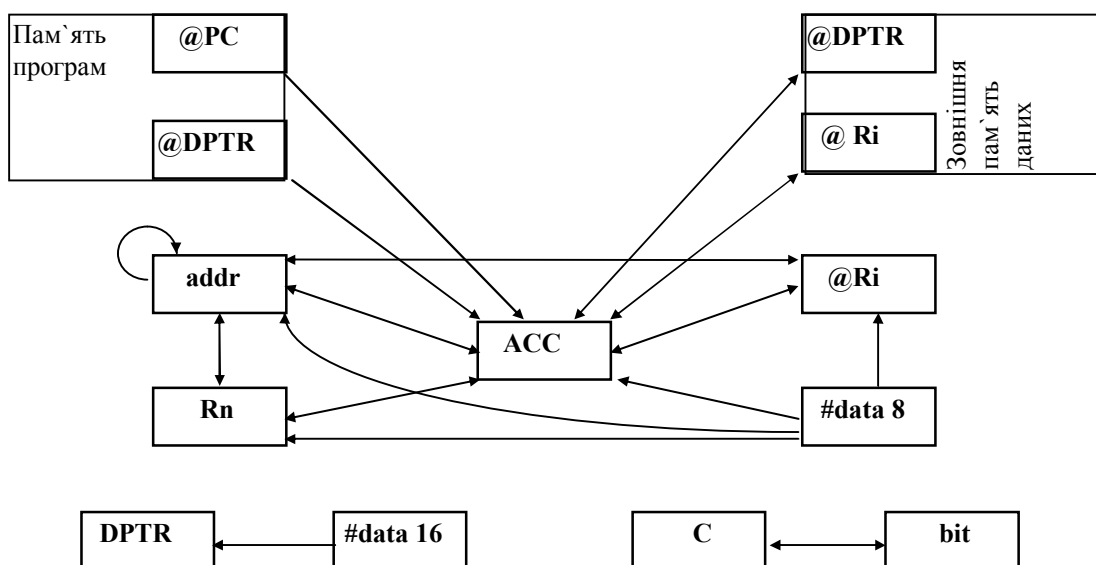 Пам`ять
програм
@PC
@DPTR
@DPTR
@ Ri
Зовнішня
пам`ять
даних
addr
@Ri
ACC
Rn
#data 8
DPTR
#data 16
C
bit